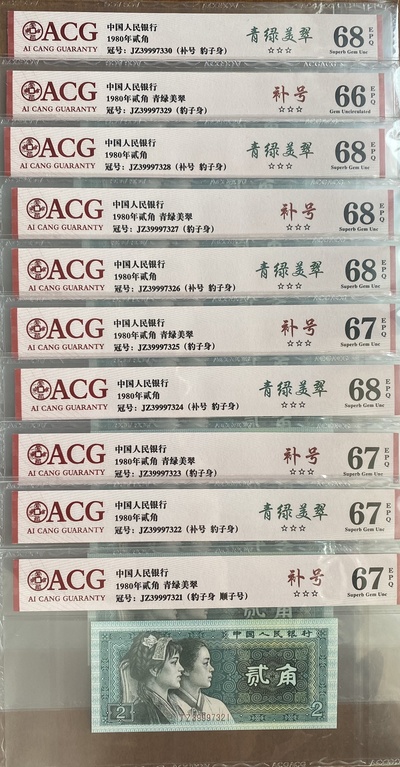 ACG
AI CANG GUARANTY
中国人民银行
1980年贰角
冠号：JZ39997330（补号 豹子身）
青绿美翠
☆☆☆
68
EPQ
Superb Gem Unc
ACG
AI CANG GUARANTY
中国人民银行
1980年贰角 青绿美翠
冠号：JZ39997329（豹子身）
补号
☆☆☆
66
EPQ
Gem Uncirculated
ACG
AI CANG GUARANTY
中国人民银行
1980年贰角
冠号：JZ39997328（补号 豹子身）
青绿美翠
☆☆☆
68
EPQ
Superb Gem Unc
ACG
AI CANG GUARANTY
中国人民银行
1980年贰角 青绿美翠
冠号：JZ39997327（豹子身）
补号
☆☆☆
68
EPQ
Superb Gem Unc
ACG
AI CANG GUARANTY
中国人民银行
1980年贰角
冠号：JZ39997326（补号 豹子身）
青绿美翠
☆☆☆
68
EPQ
Superb Gem Unc
ACG
AI CANG GUARANTY
中国人民银行
1980年贰角 青绿美翠
冠号：JZ39997325（豹子身）
补号
☆☆☆
67
EPQ
Superb Gem Unc
ACG
AI CANG GUARANTY
中国人民银行
1980年贰角
冠号：JZ39997324（补号 豹子身）
青绿美翠
☆☆☆
68
EPQ
Superb Gem Unc
ACG
AI CANG GUARANTY
中国人民银行
1980年贰角 青绿美翠
冠号：JZ39997323（豹子身）
补号
☆☆☆
67
EPQ
Superb Gem Unc
ACG
AI CANG GUARANTY
中国人民银行
1980年贰角
冠号：JZ39997322（补号 豹子身）
青绿美翠
☆☆☆
67
EPQ
Superb Gem Unc
ACG
AI CANG GUARANTY
中国人民银行
1980年贰角 青绿美翠
冠号：JZ39997321（豹子身 顺子号）
补号
☆☆☆
67
EPQ
Superb Gem Unc
中国人民银行
贰角
2
JZ39997321
2